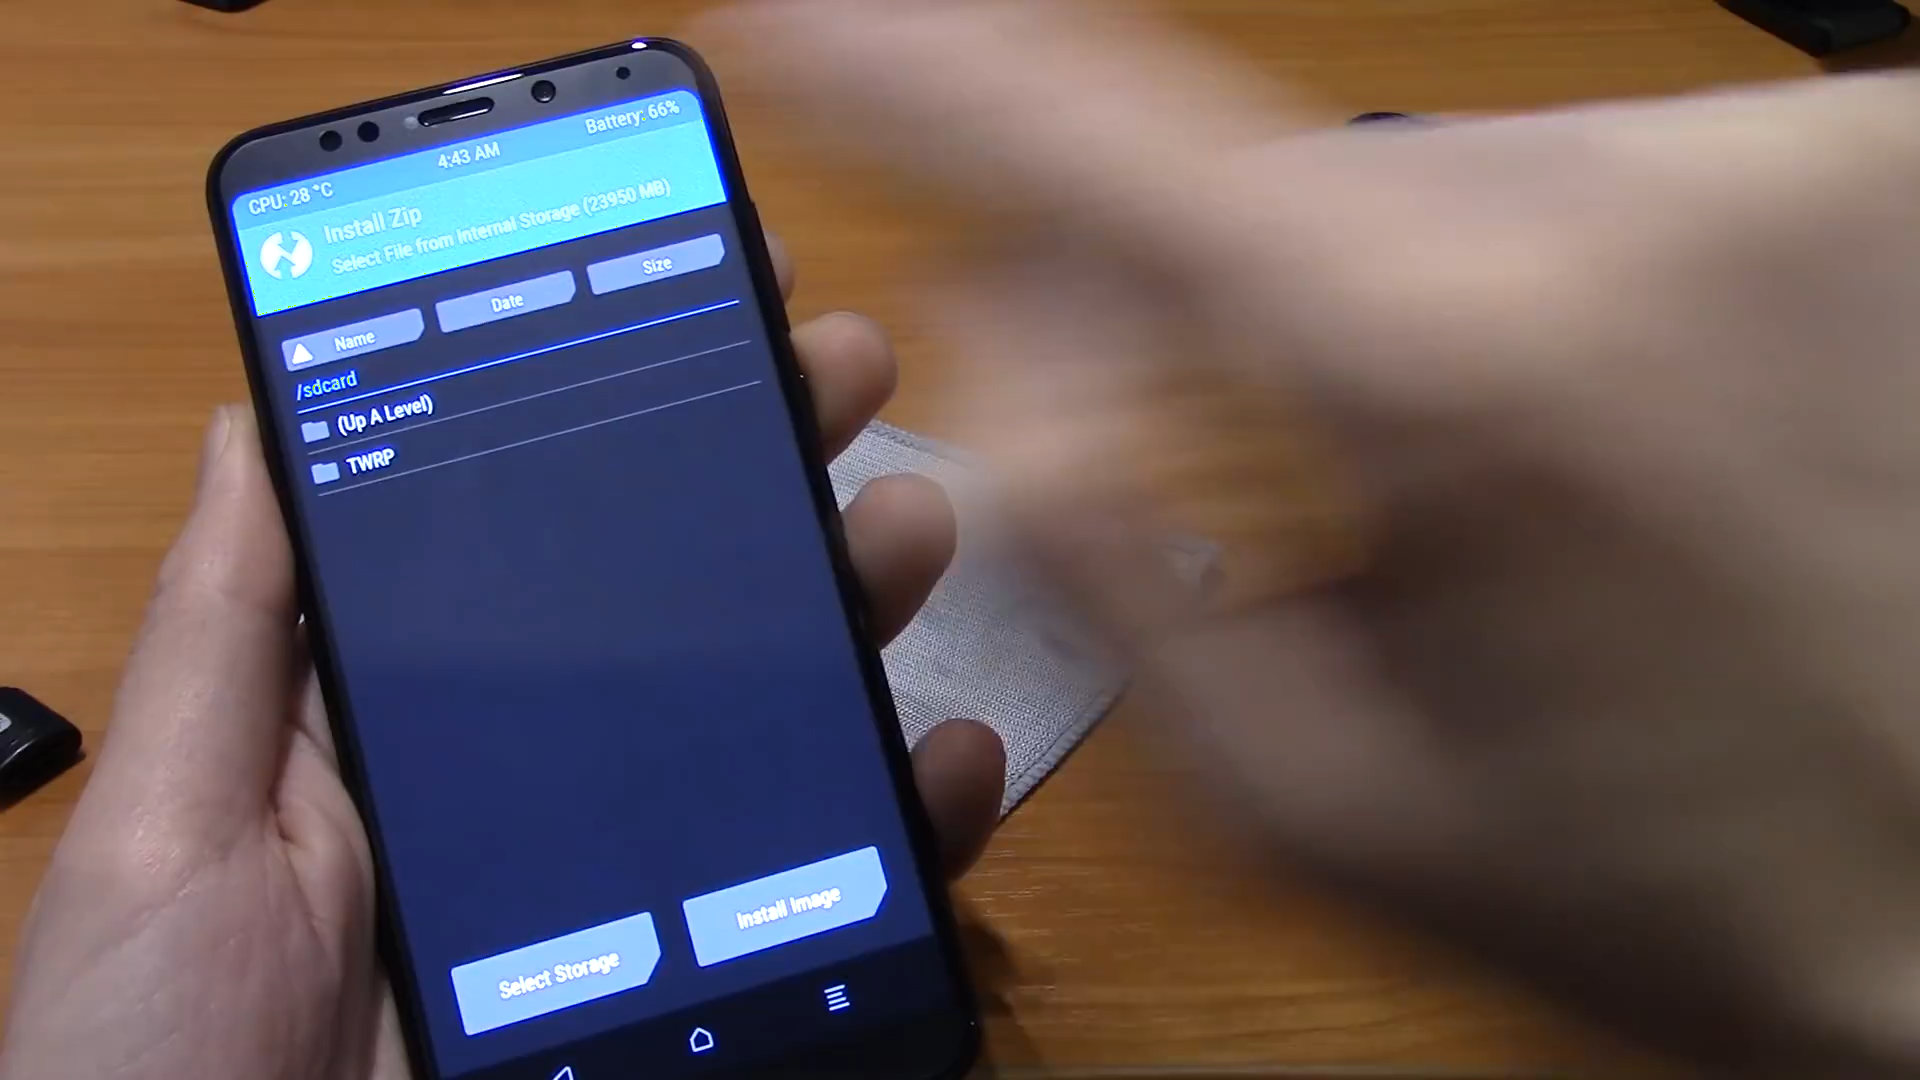 Battery: 66%
4:43 AM
CPU: 28 °C
Install Zip
Select File from Internal Storage (23950 MB)
Name
Date
Size
/sdcard
(Up A Level)
TWRP
Select Storage
Install Image